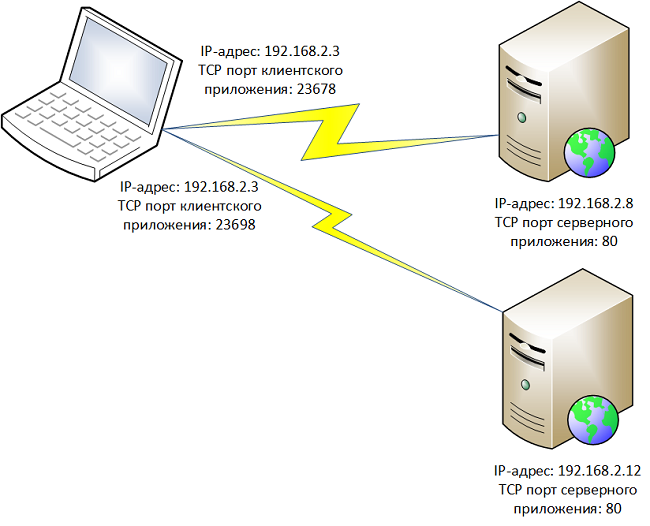 IP-адрес: 192.168.2.3
TCP порт клиентского
приложения: 23678
IP-адрес: 192.168.2.3
TCP порт клиентского
приложения: 23698
IP-адрес: 192.168.2.8
TCP порт серверного
приложения: 80
IP-адрес: 192.168.2.12
TCP порт серверного
приложения: 80